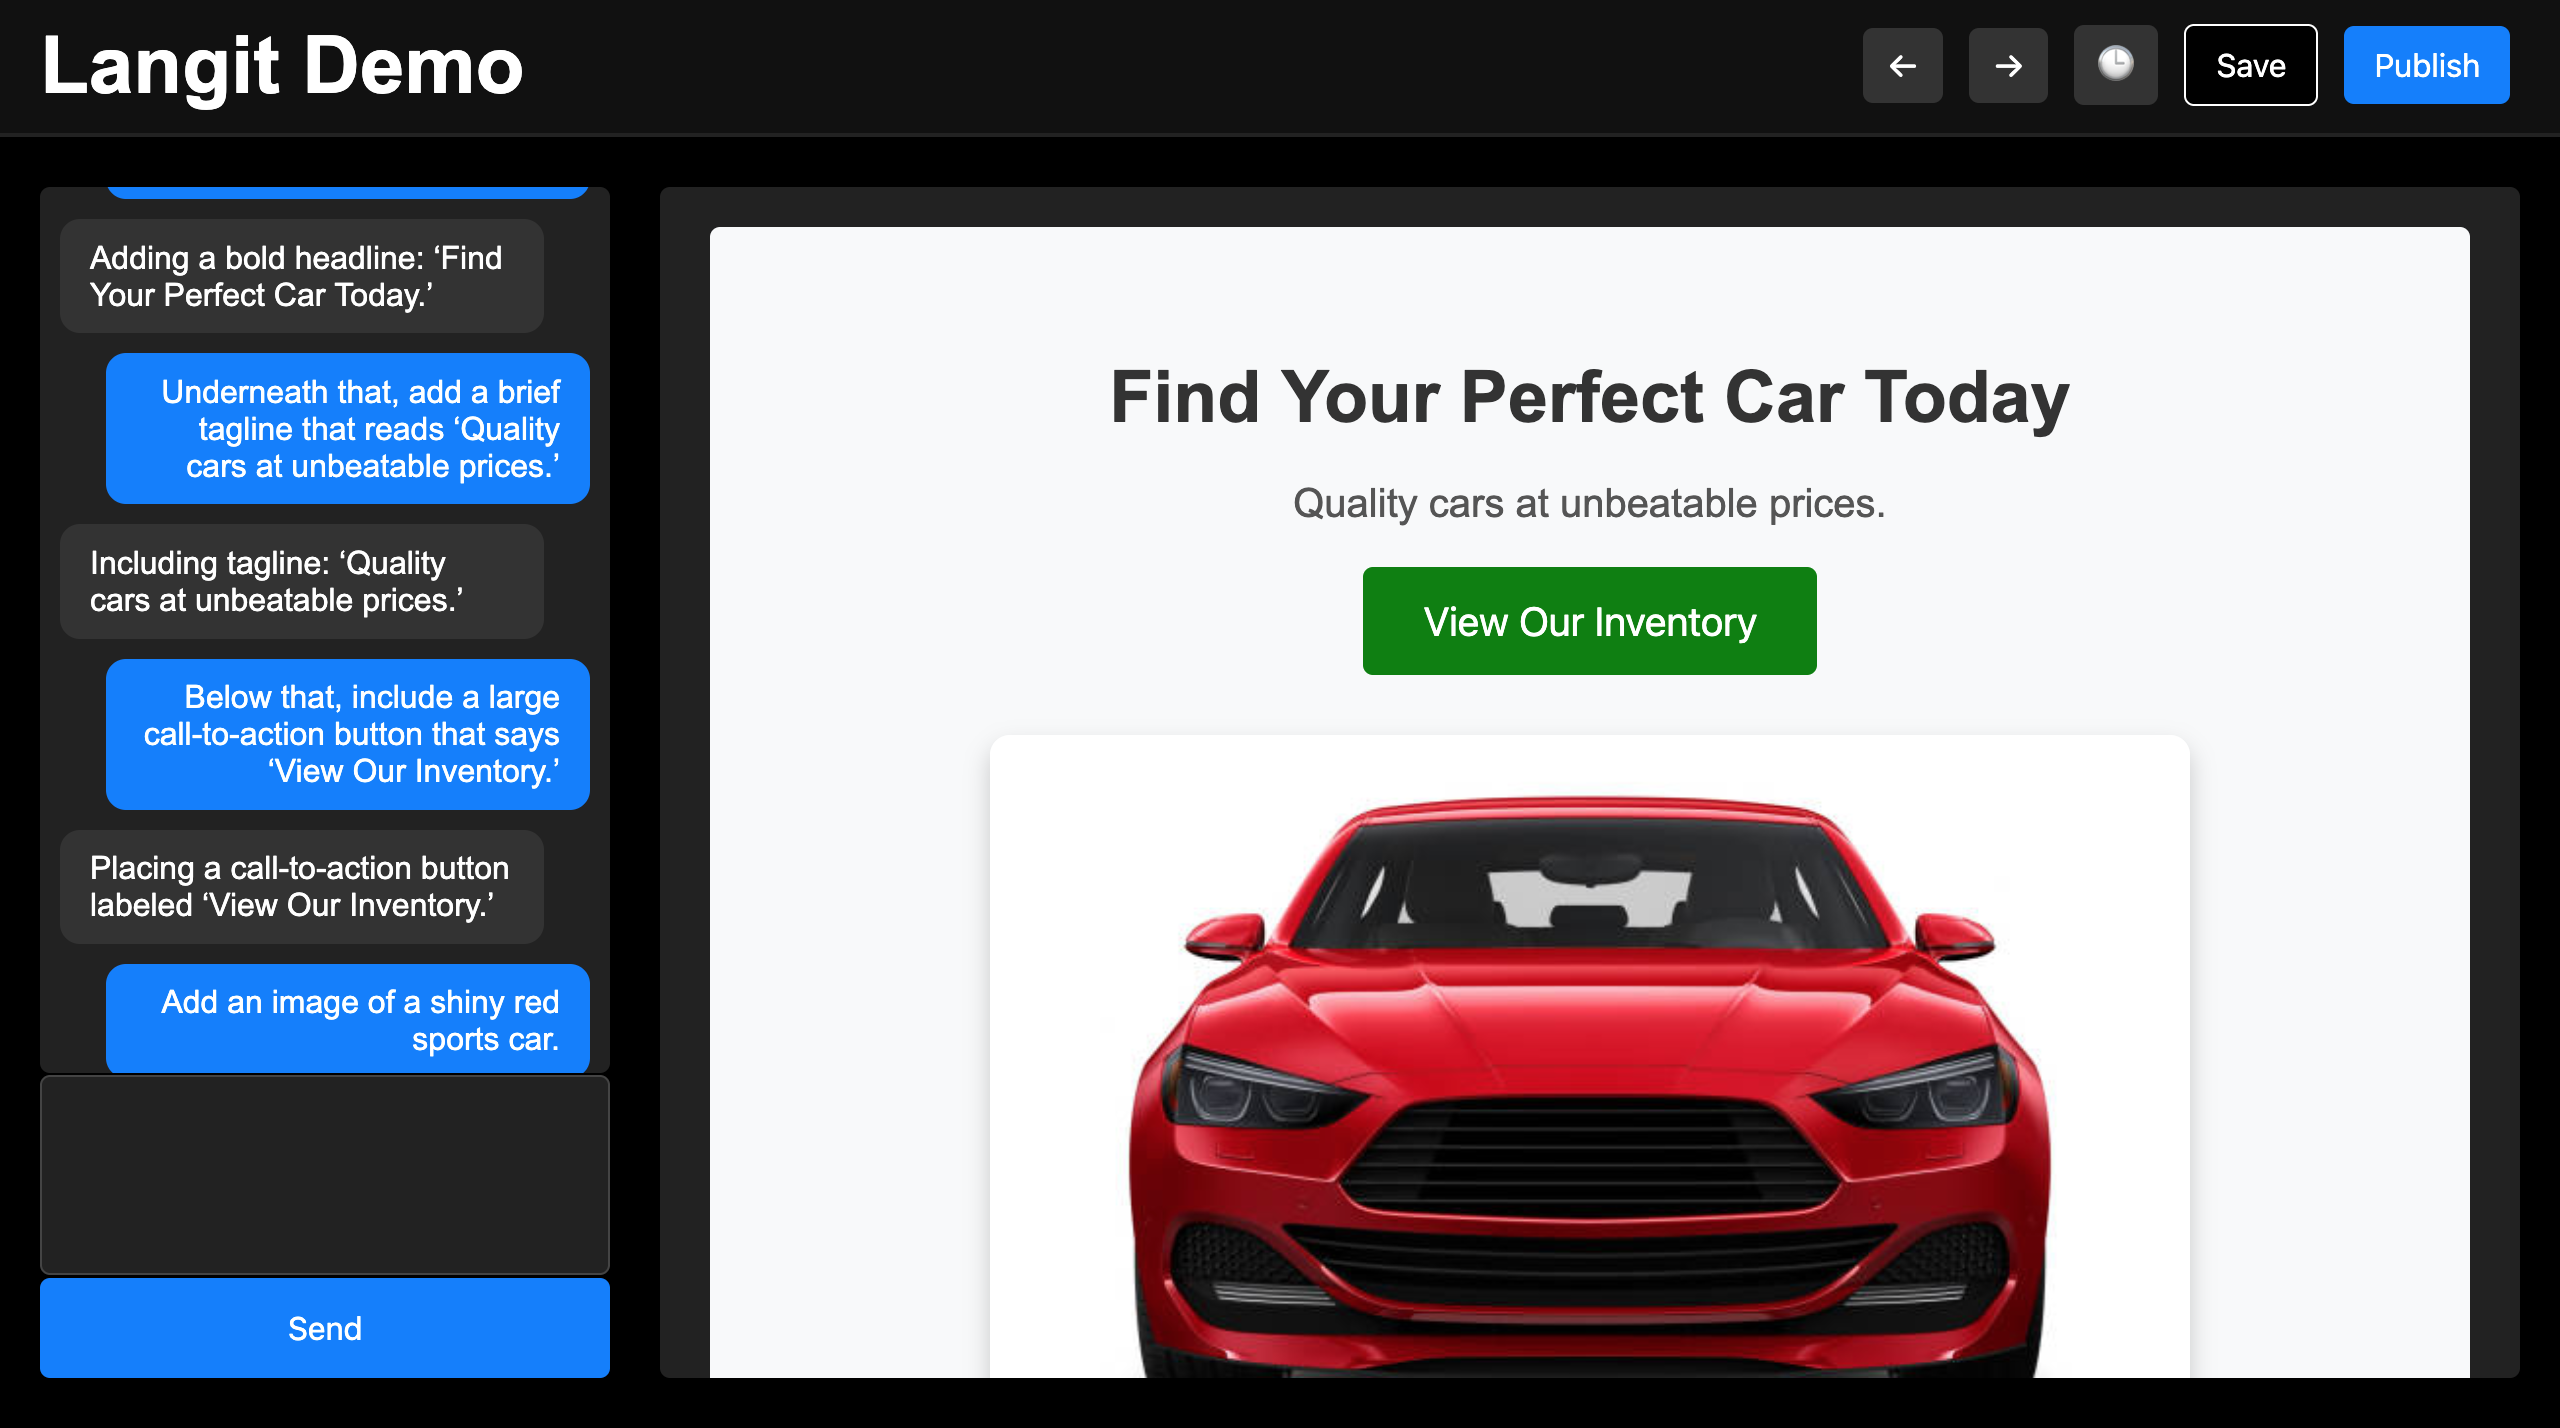 Langit Demo
Save
Publish
Adding a bold headline: ‘Find
Your Perfect Car Today.’
Underneath that, add a brief
tagline that reads ‘Quality
cars at unbeatable prices.’
Including tagline: ‘Quality
cars at unbeatable prices.’
Below that, include a large
call-to-action button that says
‘View Our Inventory.’
Placing a call-to-action button
labeled ‘View Our Inventory.’
Add an image of a shiny red
sports car.
Send
Find Your Perfect Car Today
Quality cars at unbeatable prices.
View Our Inventory